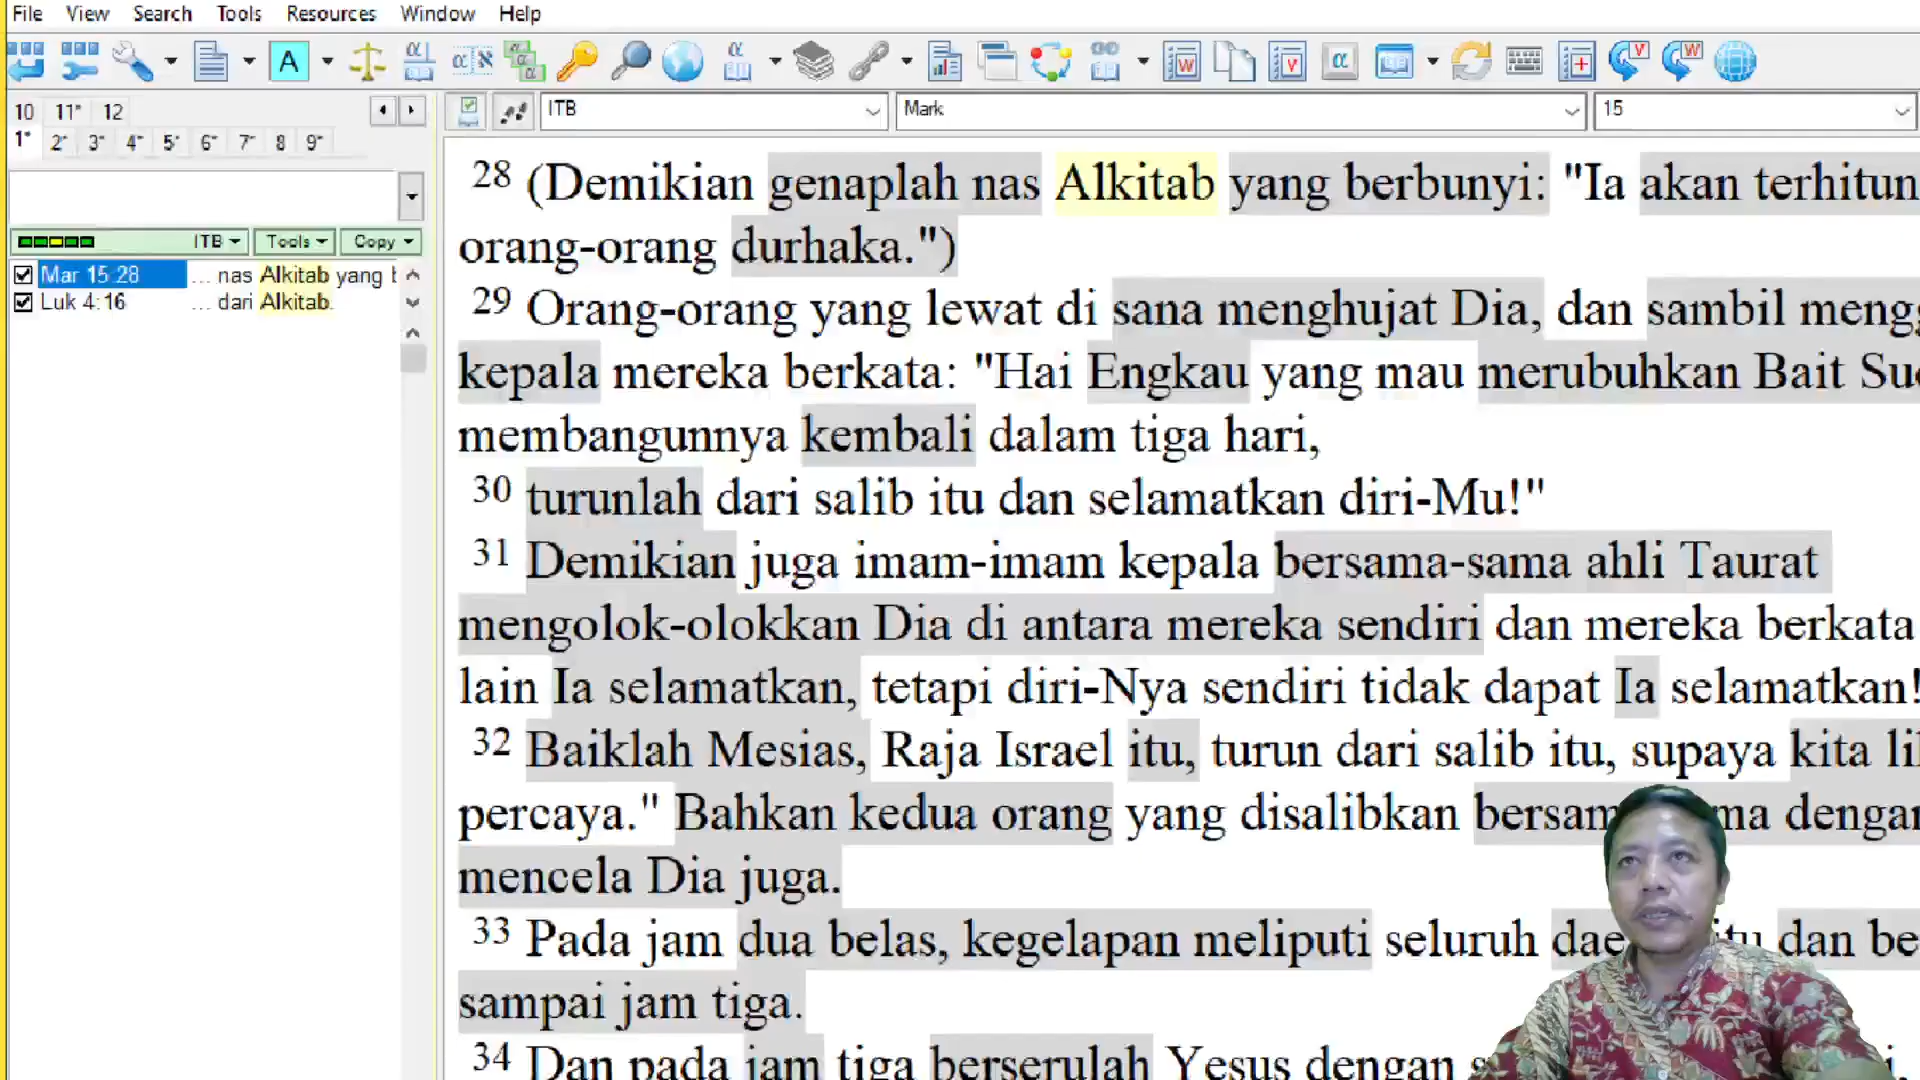 File View Search Tools Resources Window Help
10 11* 12
1* 2* 3* 4* 5* 6* 7* 8 9*
ITB Mark 15
ITB Tools Copy
Mar 15:28 ... nas Alkitab yang
Luk 4:16 ... dari Alkitab.
28 (Demikian genaplah nas Alkitab yang berbunyi: "Ia akan terhitun
orang-orang durhaka.")
29 Orang-orang yang lewat di sana menghujat Dia, dan sambil mengg
kepala mereka berkata: "Hai Engkau yang mau merubuhkan Bait Suc
membangunnya kembali dalam tiga hari,
30 turunlah dari salib itu dan selamatkan diri-Mu!"
31 Demikian juga imam-imam kepala bersama-sama ahli Taurat
mengolok-olokkan Dia di antara mereka sendiri dan mereka berkata
lain Ia selamatkan, tetapi diri-Nya sendiri tidak dapat Ia selamatkan!
32 Baiklah Mesias, Raja Israel itu, turun dari salib itu, supaya kita li
percaya." Bahkan kedua orang yang disalibkan bersam ma dengan
mencela Dia juga.
33 Pada jam dua belas, kegelapan meliputi seluruh dae itu dan be
sampai jam tiga.
34 Dan pada jam tiga berserulah Yesus dengan s